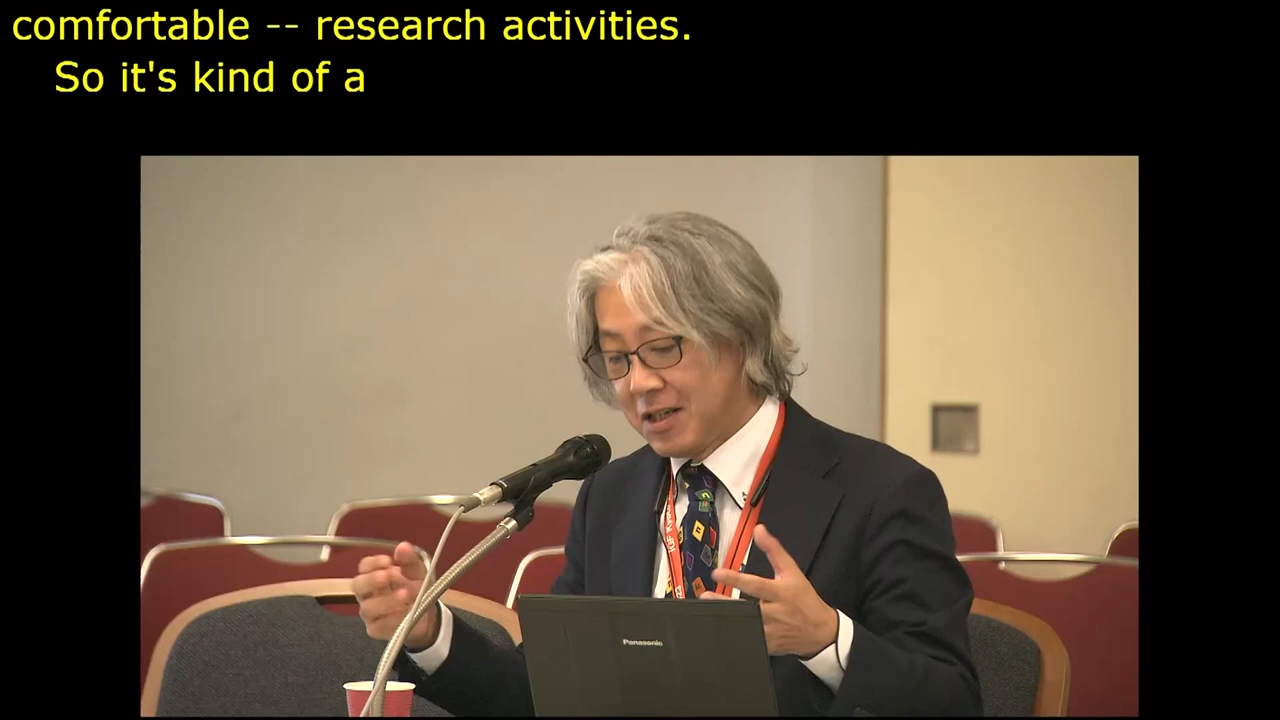 comfortable -- research activities.
So it's kind of a
Panasonic